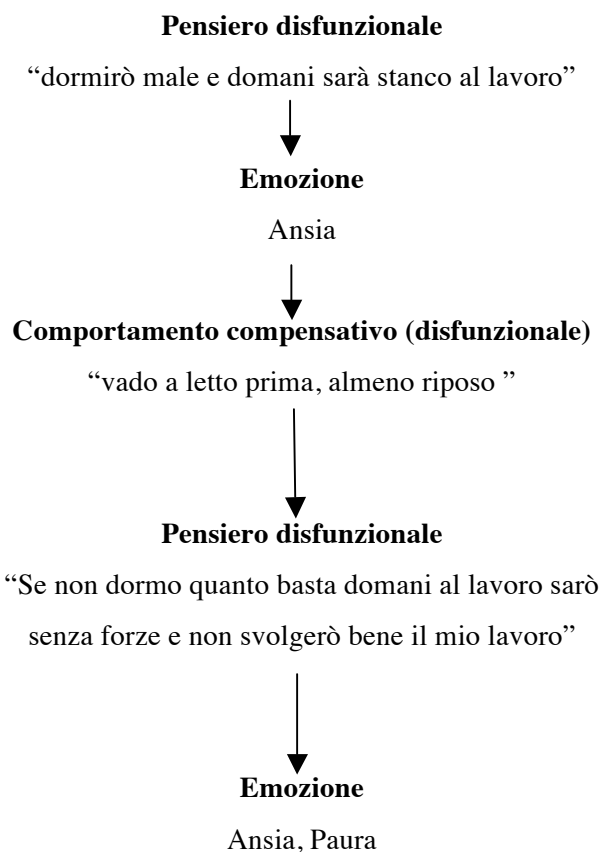 Pensiero disfunzionale
“dormirò male e domani sarà stanco al lavoro”
Emozione
Ansia
Comportamento compensativo (disfunzionale)
“vado a letto prima, almeno riposo ”
Pensiero disfunzionale
“Se non dormo quanto basta domani al lavoro sarò
senza forze e non svolgerò bene il mio lavoro”
Emozione
Ansia, Paura